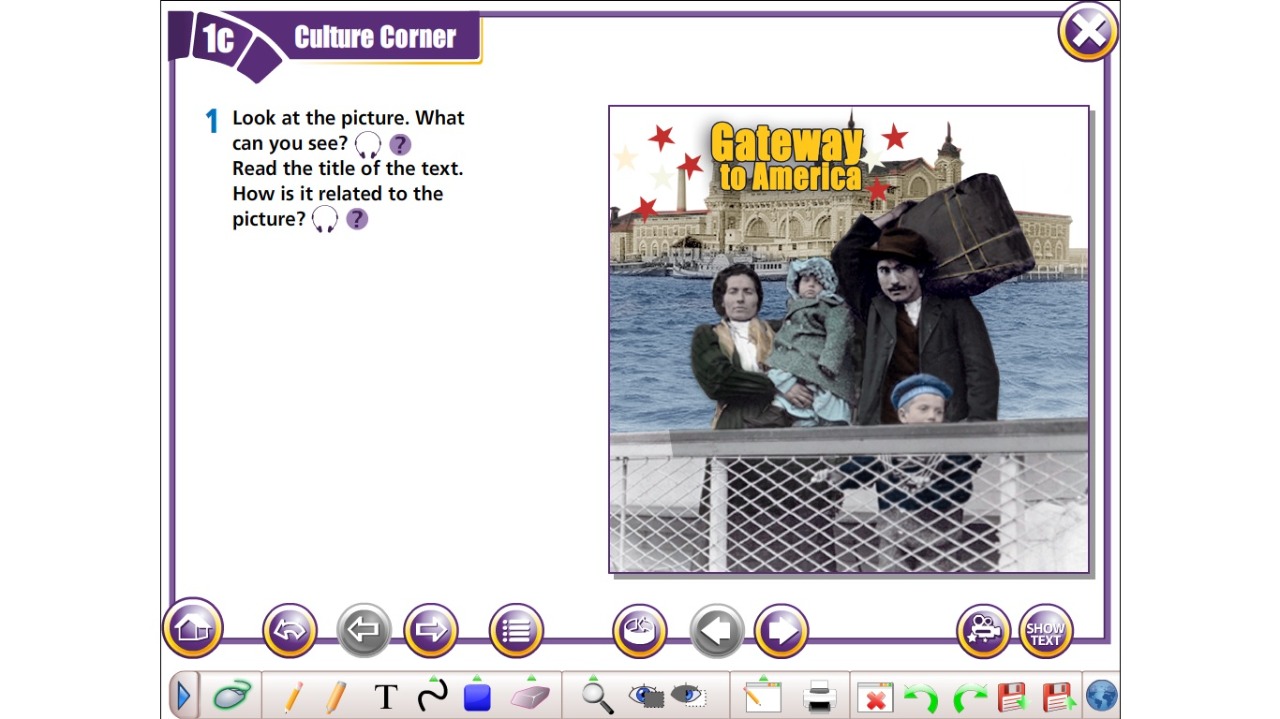 1c Culture Corner
1 Look at the picture. What
can you see? ?
Read the title of the text.
How is it related to the
picture? ?
Gateway
to America
SHOW
TEXT
T